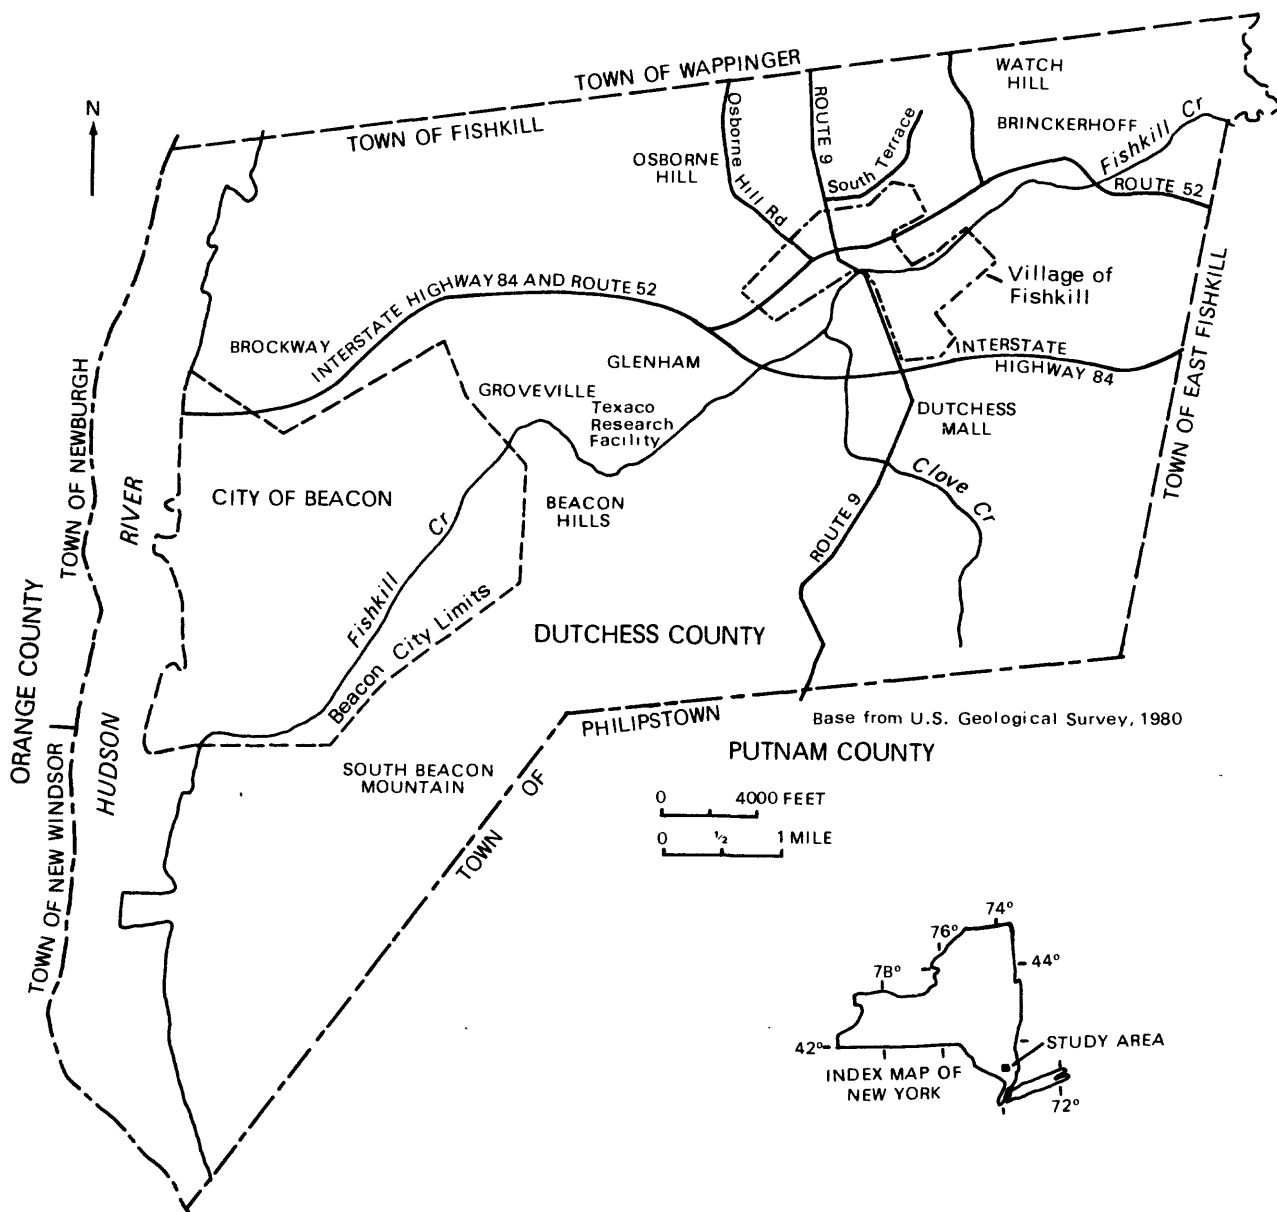 TOWN OF WAPPINGER
WATCH
HILL
N
TOWN OF FISHKILL
Osborne Hill Rd
ROUTE 9
South Terrace
BRINCKERHOFF
Fishkill Cr
OSBORNE
HILL
ROUTE 52
Village of
Fishkill
INTERSTATE HIGHWAY 84 AND ROUTE 52
BROCKWAY
GLENHAM
INTERSTATE
HIGHWAY 84
TOWN OF EAST FISHKILL
GROVEVILLE
Texaco
Research
Facility
DUTCHESS
MALL
TOWN OF NEWBURGH
CITY OF BEACON
BEACON
HILLS
Clove Cr
ROUTE 9
HUDSON RIVER
Fishkill Cr
Beacon City Limits
DUTCHESS COUNTY
ORANGE COUNTY
TOWN OF PHILIPSTOWN
Base from U.S. Geological Survey, 1980
PUTNAM COUNTY
SOUTH BEACON
MOUNTAIN
TOWN OF NEW WINDSOR
0 4000 FEET
0 1/2 1 MILE
74°
76°
78°
44°
42°
STUDY AREA
INDEX MAP OF
NEW YORK
72°